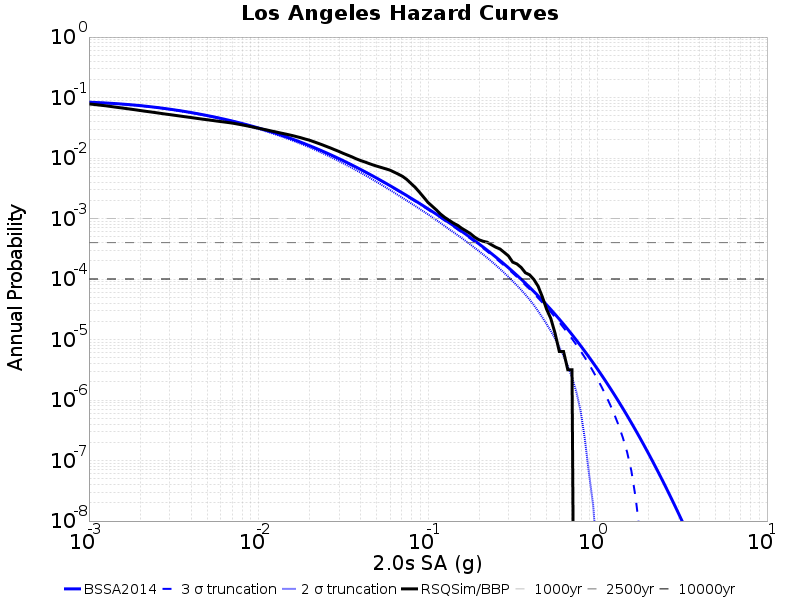 Los Angeles Hazard Curves
Annual Probability
10^0
10^-1
10^-2
10^-3
10^-4
10^-5
10^-6
10^-7
10^-8
10^-3 10^-2 10^-1 10^0 10^1
2.0s SA (g)
BSSA2014 3 σ truncation 2 σ truncation RSQSim/BBP 1000yr 2500yr 10000yr